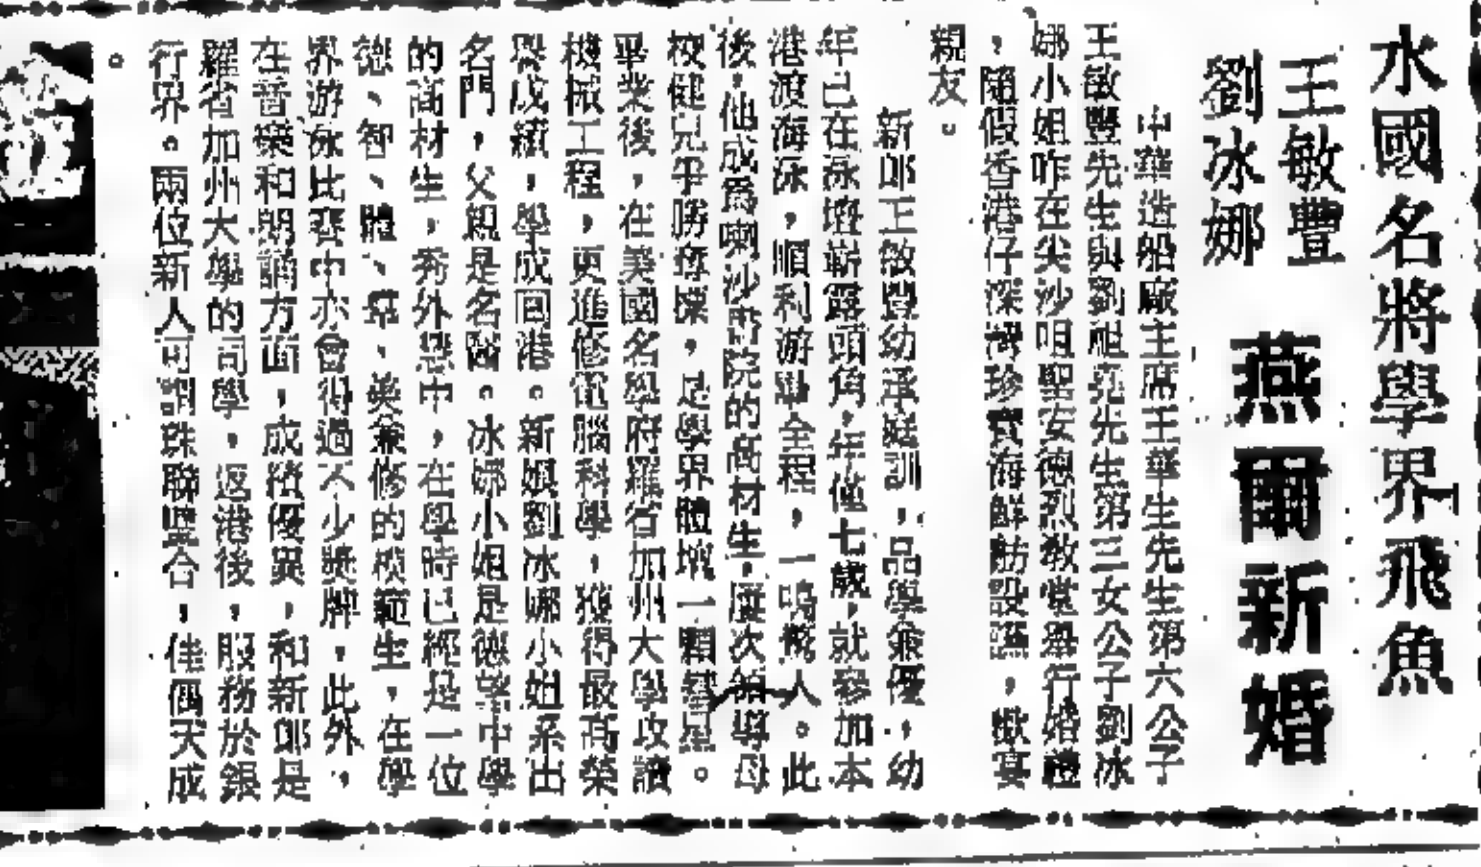 水國名將學界飛魚
王敏豐
劉冰娜
燕爾新婚
中華造船廠主席王華生先生第六公子
王敏豐先生與劉祖堯先生第三女公子劉冰
娜小姐昨在尖沙咀聖安德烈教堂舉行婚禮
，隨假香港仔深灣珍寶海鮮舫設讌，歡宴
親友。
新郎王敏豐幼承庭訓，品學兼優，幼
年已在泳壇嶄露頭角，年僅七歲，就參加本
港渡海泳，順利游畢全程，一鳴驚人。此
後，他成爲喇沙書院的高材生，屢次領導母
校健兒爭勝奪標，是學界體壇一顆彗星。
畢業後，在美國名學府羅省加州大學攻讀
機械工程，更進修電腦科學，獲得最高榮
譽成績，學成回港。新娘劉冰娜小姐系出
名門，父親是名醫。冰娜小姐是德望中學
的高材生，秀外慧中，在學時已經是一位
德、智、體、羣、美兼修的模範生，在學
界游泳比賽中亦會得過不少獎牌，此外，
在音樂和朗誦方面，成績優異，和新郎是
羅省加州大學的同學，返港後，服務於銀
行界。兩位新人可謂珠聯璧合，佳偶天成
。